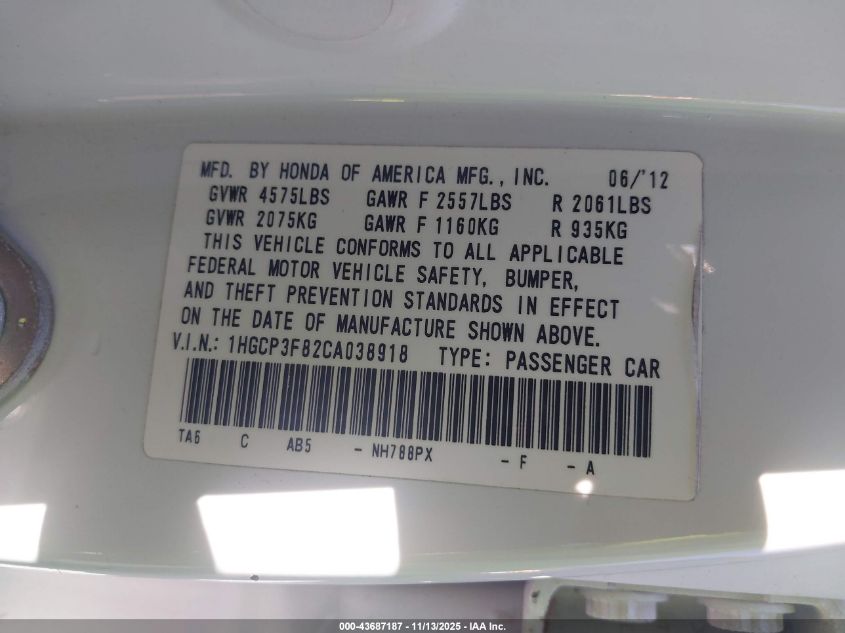 MFD. BY HONDA OF AMERICA MFG., INC. 06/'12
GVWR 4575LBS GAWR F 2557LBS R 2061LBS
GVWR 2075KG GAWR F 1160KG R 935KG
THIS VEHICLE CONFORMS TO ALL APPLICABLE
FEDERAL MOTOR VEHICLE SAFETY, BUMPER,
AND THEFT PREVENTION STANDARDS IN EFFECT
ON THE DATE OF MANUFACTURE SHOWN ABOVE.
V.I.N.: 1HGCP3F82CA038918 TYPE: PASSENGER CAR
TA6 C AB5 - NH788PX - F - A
000-43687187 - 11/13/2025 - IAA Inc.